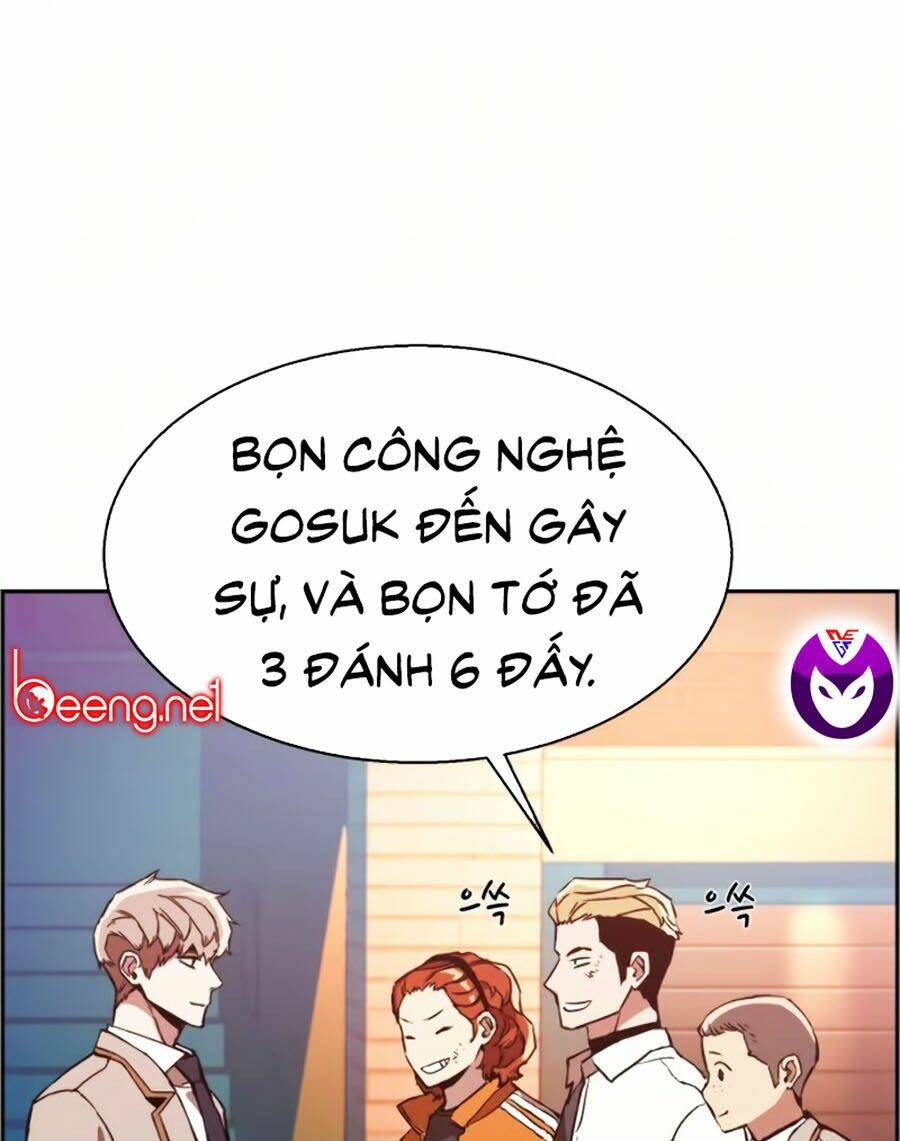 BỌN CÔNG NGHỆ
GOSUK ĐẾN GÂY
SỰ, VÀ BỌN TỚ ĐÃ
3 ĐÁNH 6 ĐẤY.
beeng.net
으쓱
으쓱